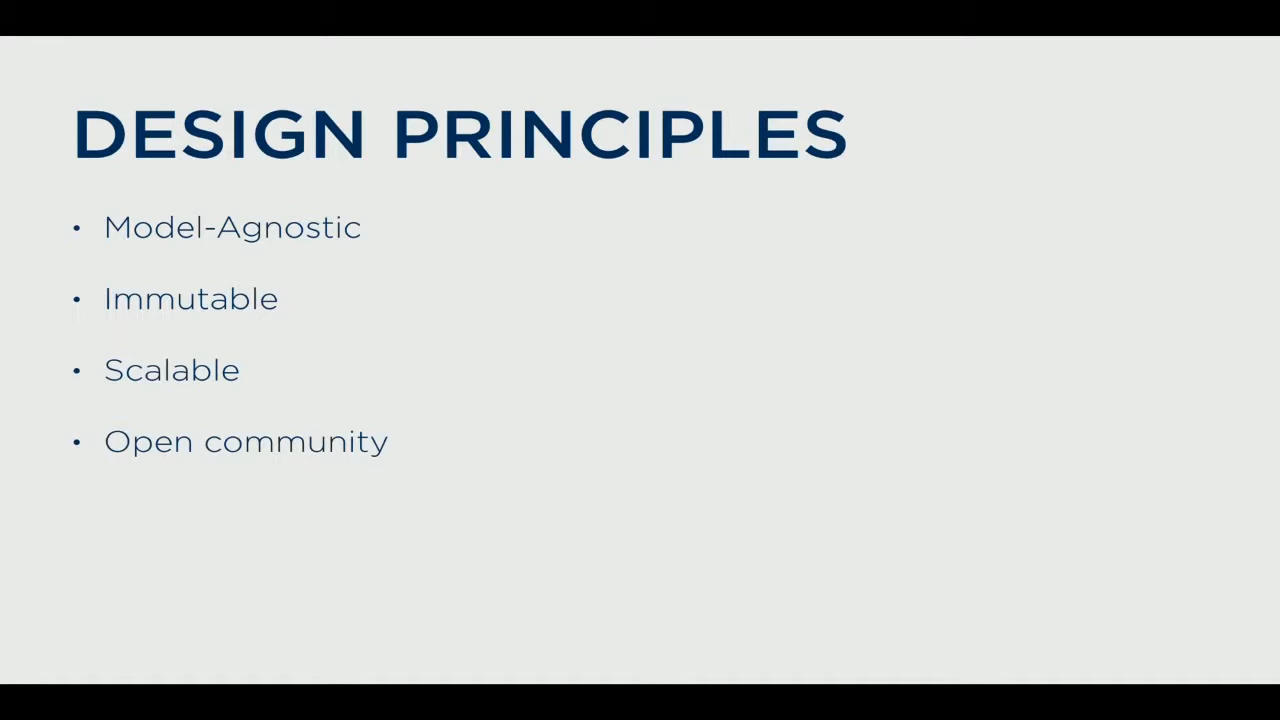 DESIGN PRINCIPLES
• Model-Agnostic
• Immutable
• Scalable
• Open community